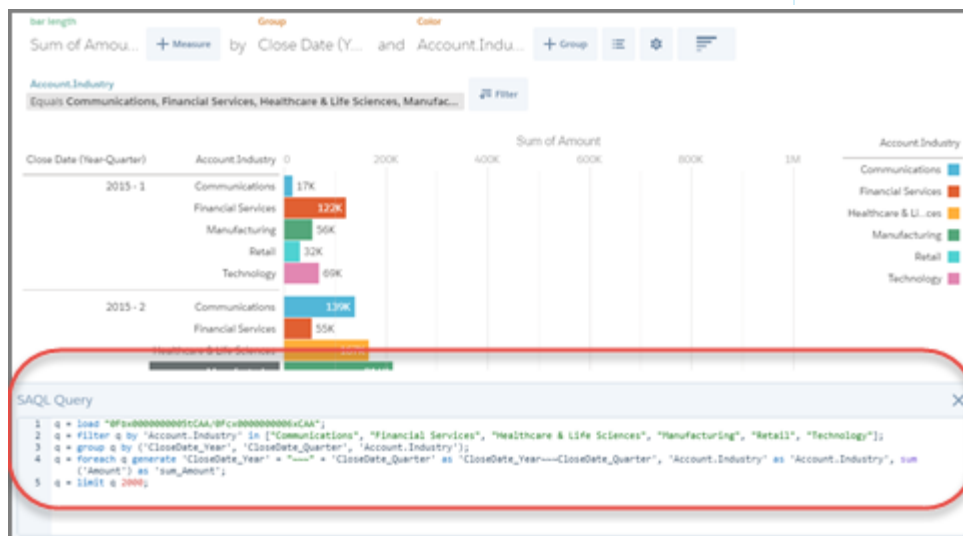 bar length
Group
Color
Sum of Amou... + Measure by Close Date (Y... and Account.Indu... + Group
Account.Industry
Equals Communications, Financial Services, Healthcare & Life Sciences, Manufac... Filter
Sum of Amount
Account.Industry
Close Date (Year-Quarter) Account.Industry 0 200K 400K 600K 800K 1M
Communications
2015 - 1 Communications 17K
Financial Services
Financial Services 122K
Healthcare & Li...ces
Manufacturing 56K
Manufacturing
Retail 32K
Retail
Technology 69K
Technology
2015 - 2 Communications 139K
Financial Services 55K
Healthcare & Life Sciences
SAQL Query
1 q = load
2 q = filter q by 'Account.Industry' in ["Communications", "Financial Services", "Healthcare & Life Sciences", "Manufacturing", "Retail", "Technology"];
3 q = group q by ('CloseDate_Year', 'CloseDate_Quarter', 'Account.Industry');
4 q = foreach q generate 'CloseDate_Year' + "~~~" + 'CloseDate_Quarter' as 'CloseDate_Year~~~CloseDate_Quarter', 'Account.Industry' as 'Account.Industry', sum
('Amount') as 'sum_Amount';
5 q = limit q 2000;